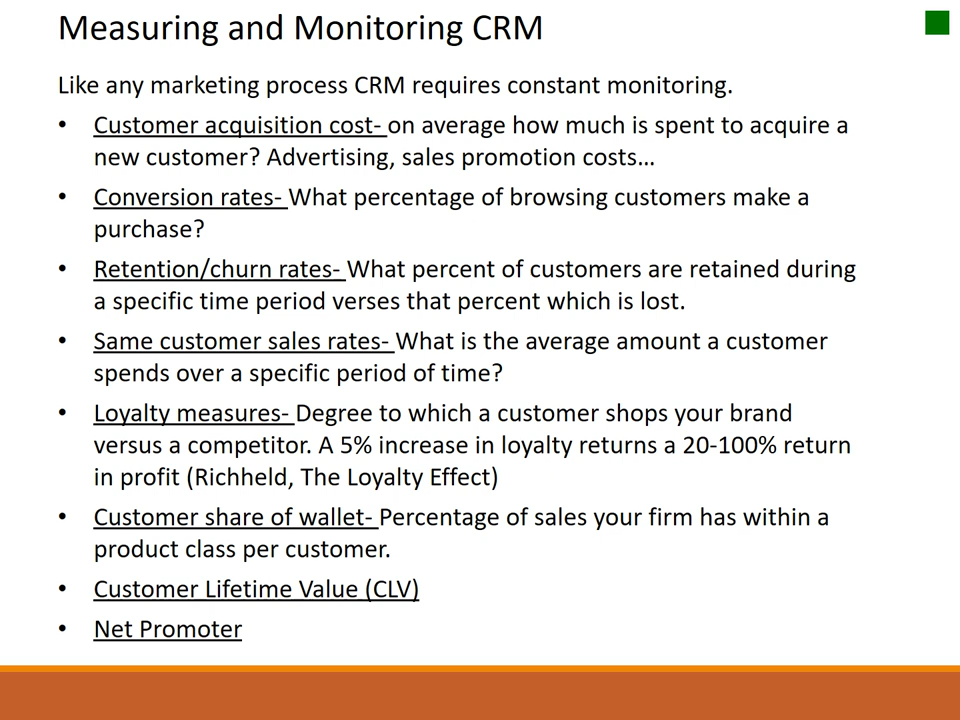 Measuring and Monitoring CRM
Like any marketing process CRM requires constant monitoring.
• Customer acquisition cost- on average how much is spent to acquire a
new customer? Advertising, sales promotion costs…
• Conversion rates- What percentage of browsing customers make a
purchase?
• Retention/churn rates- What percent of customers are retained during
a specific time period verses that percent which is lost.
• Same customer sales rates- What is the average amount a customer
spends over a specific period of time?
• Loyalty measures- Degree to which a customer shops your brand
versus a competitor. A 5% increase in loyalty returns a 20-100% return
in profit (Richheld, The Loyalty Effect)
• Customer share of wallet- Percentage of sales your firm has within a
product class per customer.
• Customer Lifetime Value (CLV)
• Net Promoter